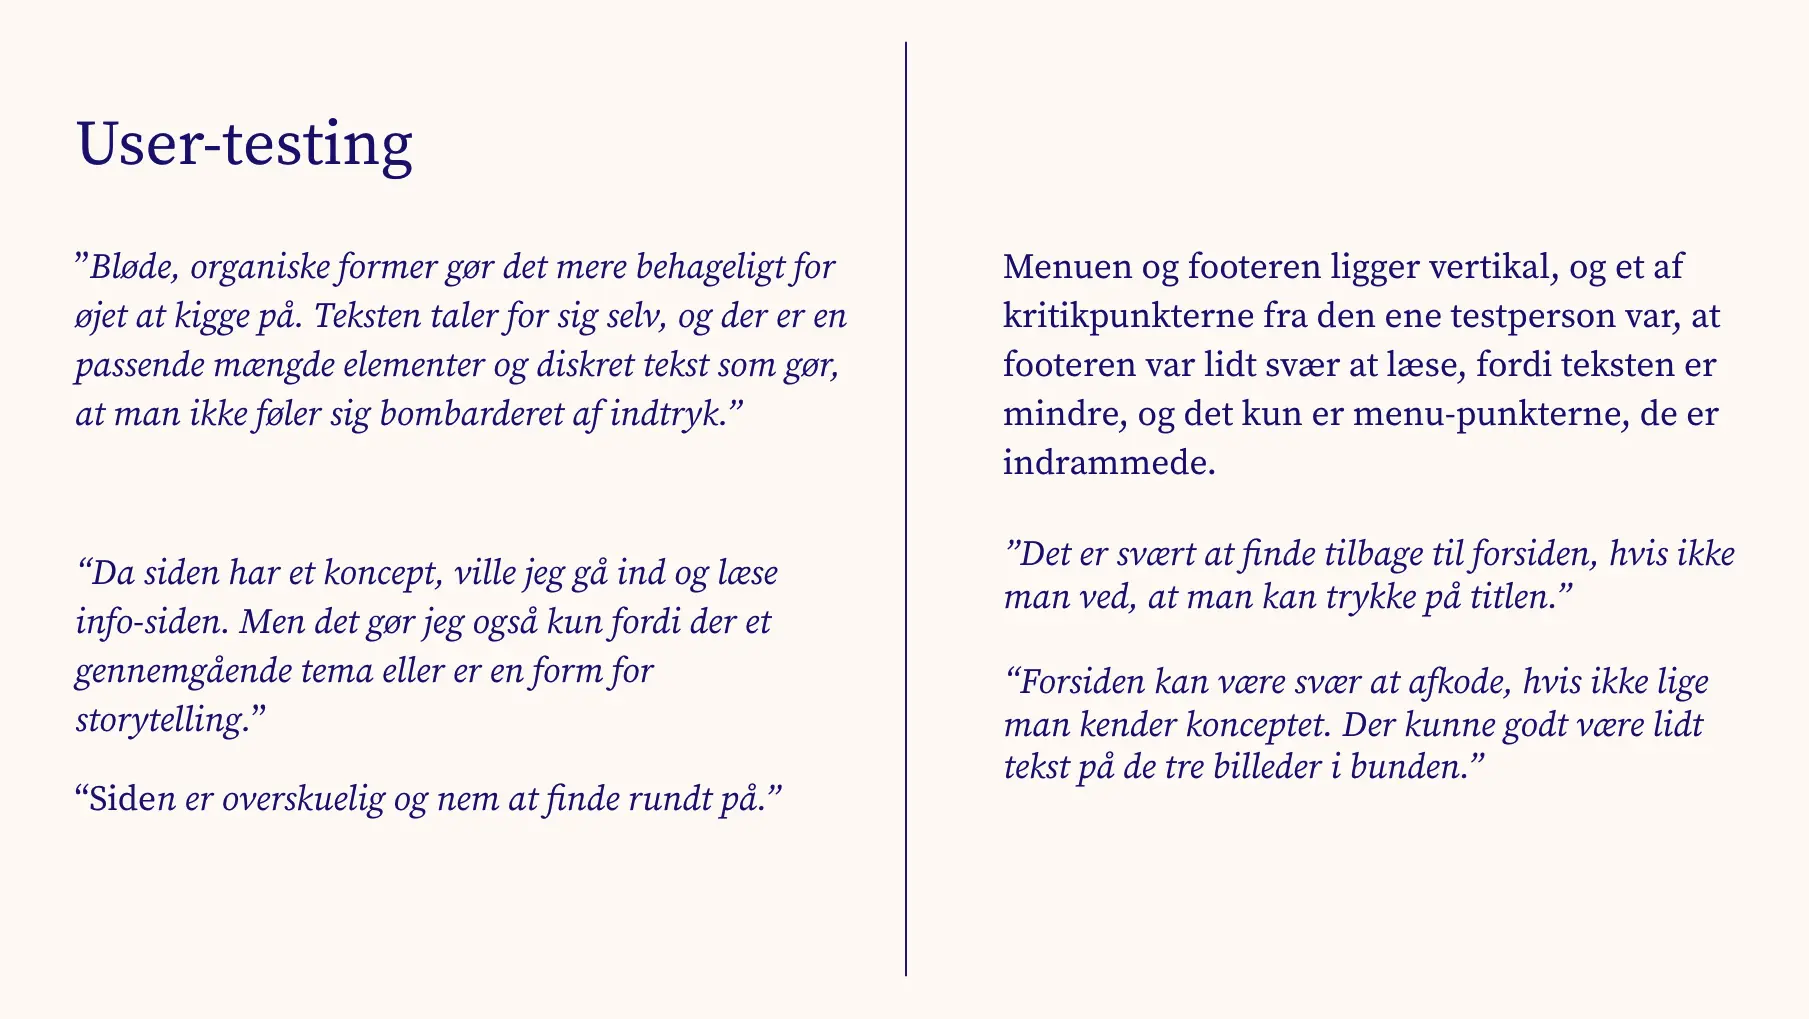 User-testing
”Bløde, organiske former gør det mere behageligt for
øjet at kigge på. Teksten taler for sig selv, og der er en
passende mængde elementer og diskret tekst som gør,
at man ikke føler sig bombarderet af indtryk.”
“Da siden har et koncept, ville jeg gå ind og læse
info-siden. Men det gør jeg også kun fordi der et
gennemgående tema eller er en form for
storytelling.”
“Siden er overskuelig og nem at finde rundt på.”
Menuen og footeren ligger vertikal, og et af
kritikpunkterne fra den ene testperson var, at
footeren var lidt svær at læse, fordi teksten er
mindre, og det kun er menu-punkterne, de er
indrammede.
”Det er svært at finde tilbage til forsiden, hvis ikke
man ved, at man kan trykke på titlen.”
“Forsiden kan være svær at afkode, hvis ikke lige
man kender konceptet. Der kunne godt være lidt
tekst på de tre billeder i bunden.”